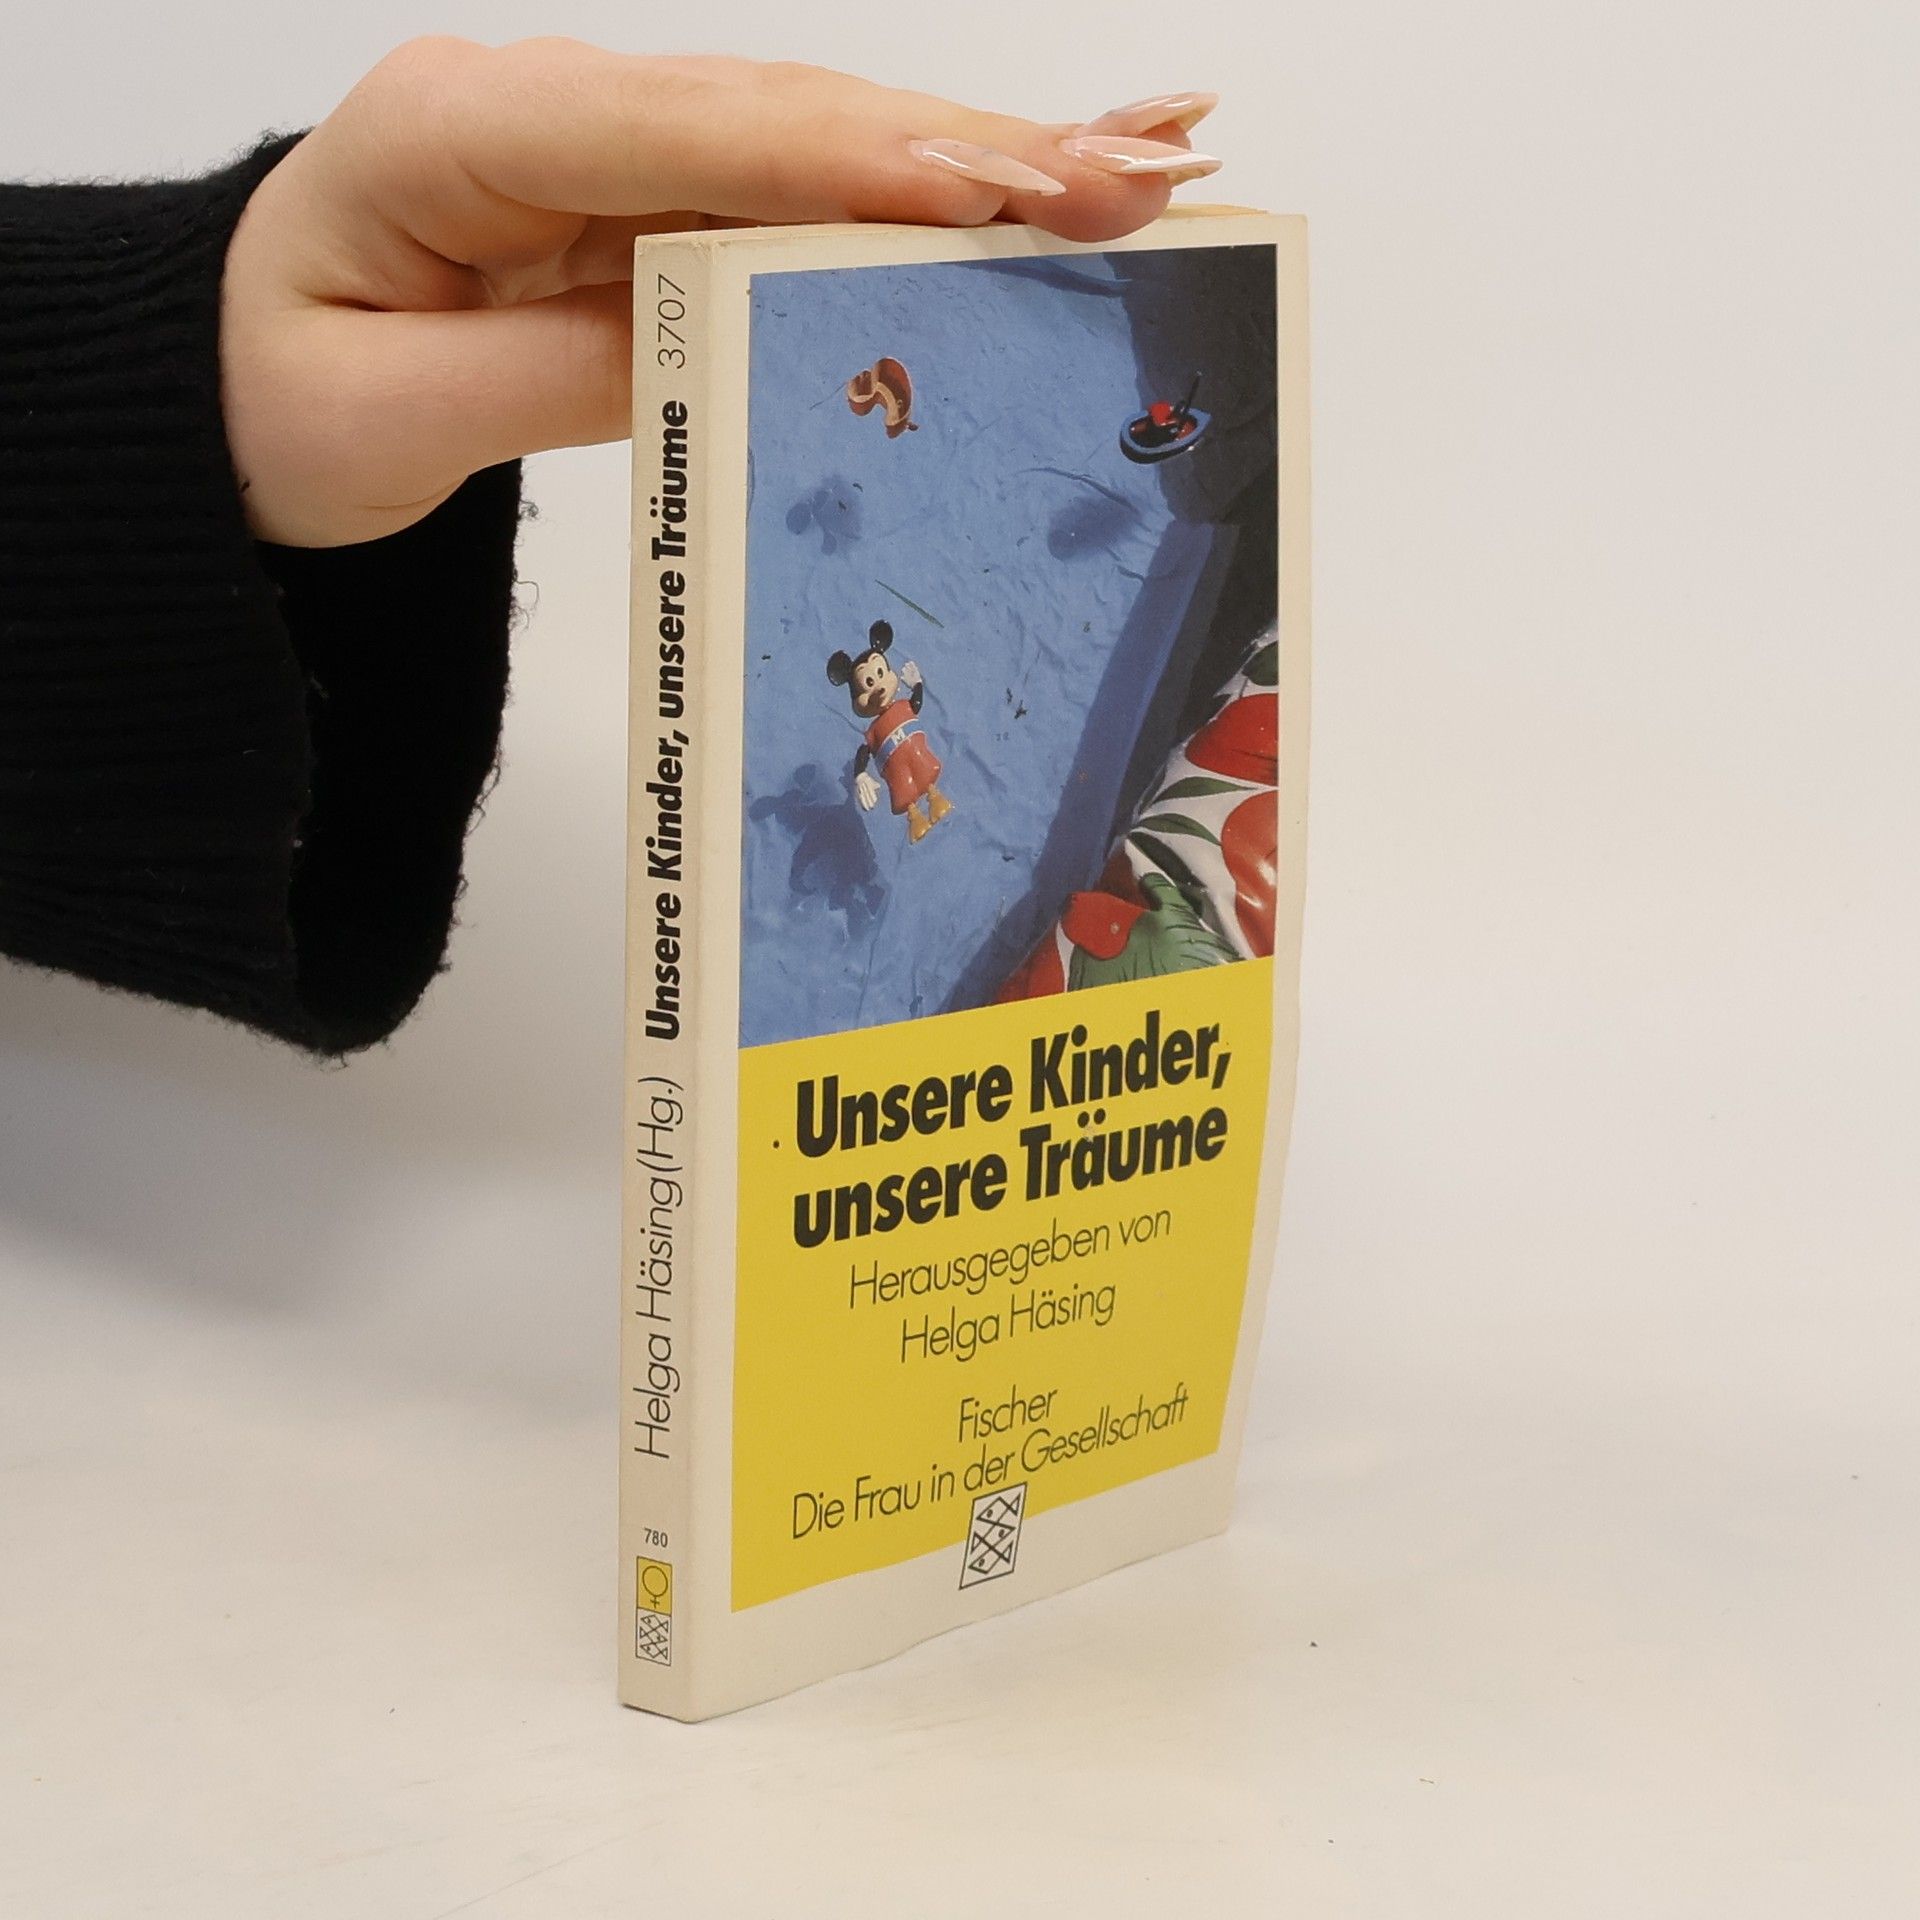 Helga Häsing (Hg.) Unsere Kinder, unsere Träume 3707
780
M
Unsere Kinder,
unsere Träume
Herausgegeben von
Helga Häsing
Fischer
Die Frau in der Gesellschaft